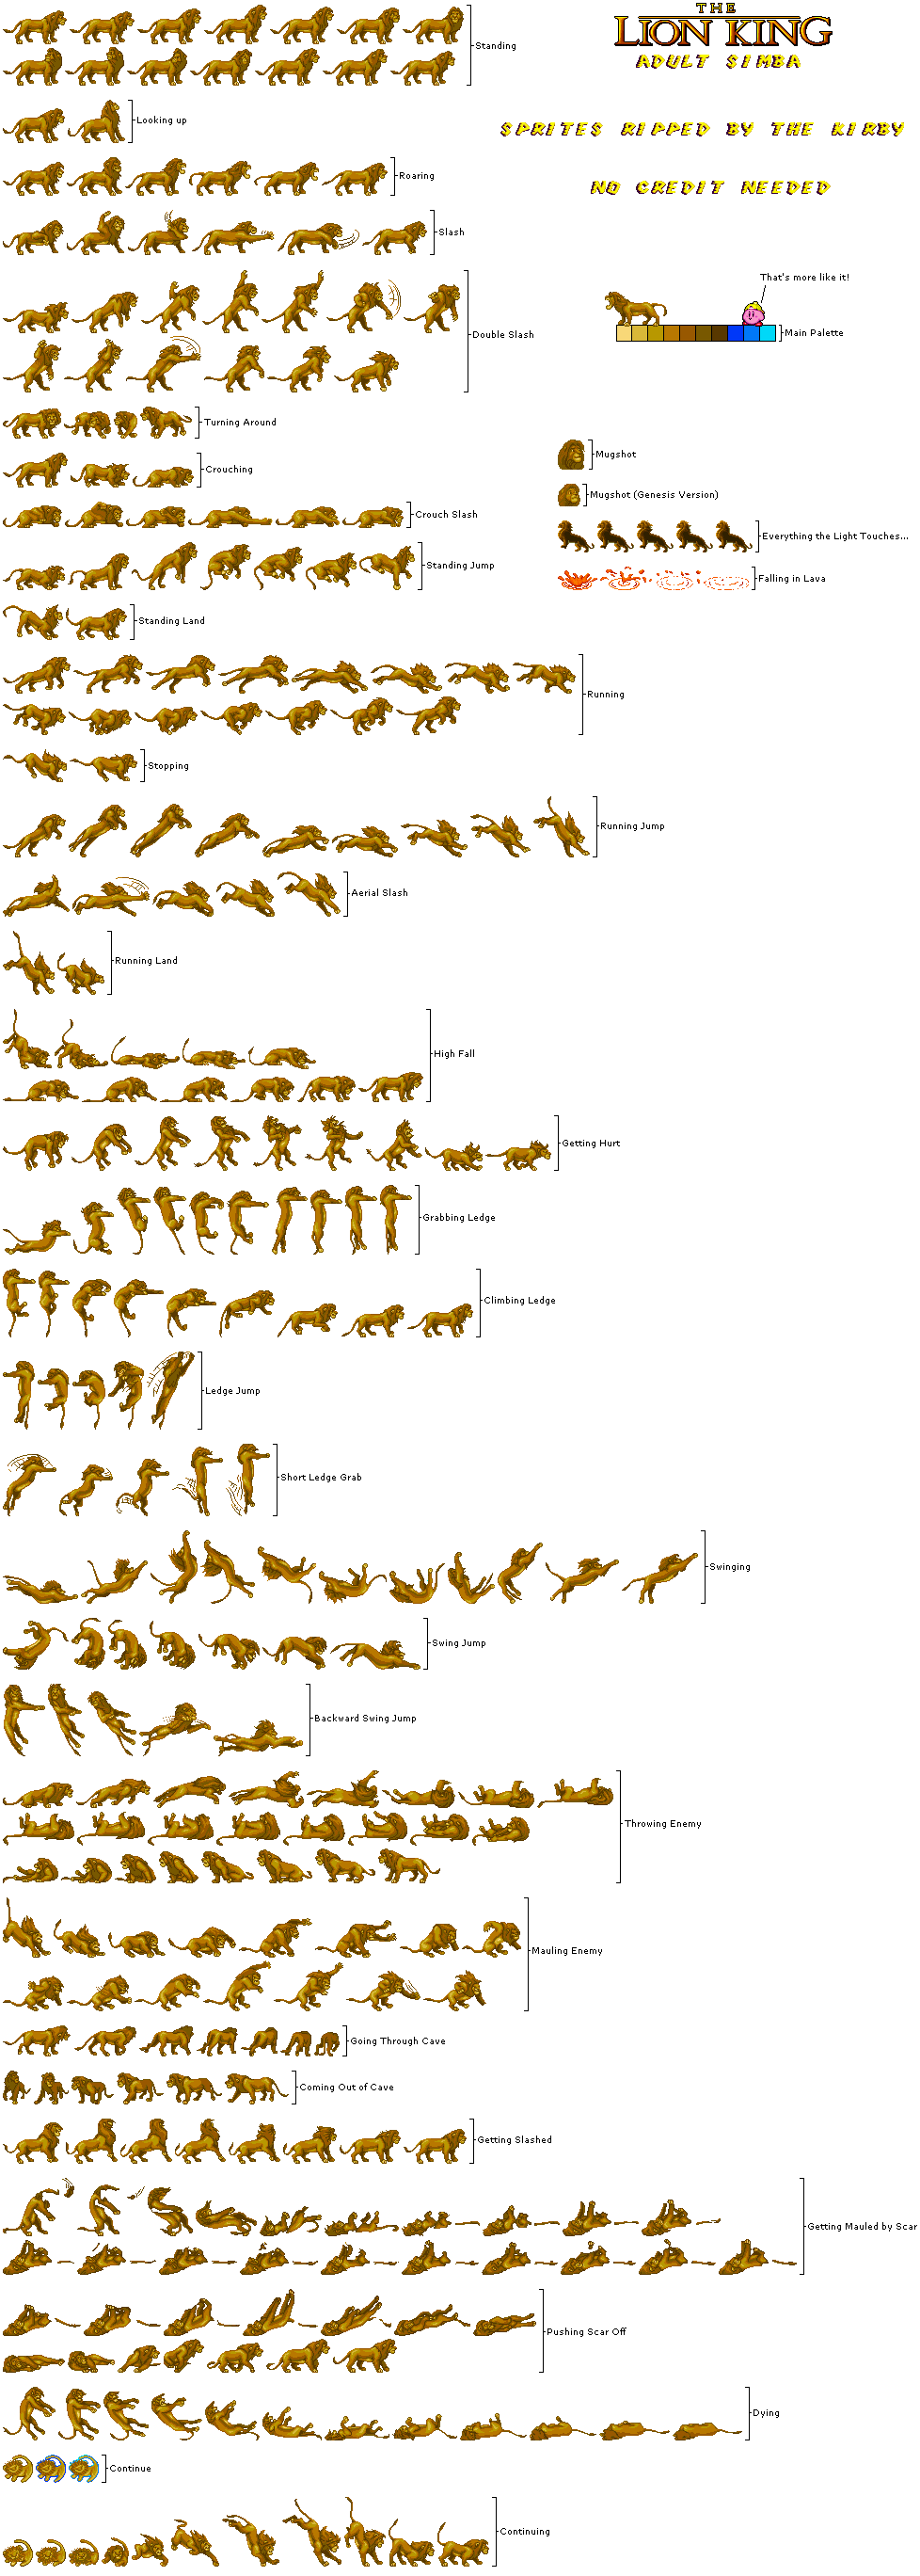 THE
LION KING
ADULT SIMBA
Standing
Looking up
SPRITES RIPPED BY THE KIRBY
Roaring
NO CREDIT NEEDED
Slash
That's more like it!
Main Palette
Double Slash
Turning Around
Mugshot
Crouching
Mugshot (Genesis Version)
Crouch Slash
Everything the Light Touches...
Standing Jump
Falling in Lava
Standing Land
Running
Stopping
Running Jump
Aerial Slash
Running Land
High Fall
Getting Hurt
Grabbing Ledge
Climbing Ledge
Ledge Jump
Short Ledge Grab
Swinging
Swing Jump
Backward Swing Jump
Throwing Enemy
Mauling Enemy
Going Through Cave
Coming Out of Cave
Getting Slashed
Getting Mauled by Scar
Pushing Scar Off
Dying
Continue
Continuing